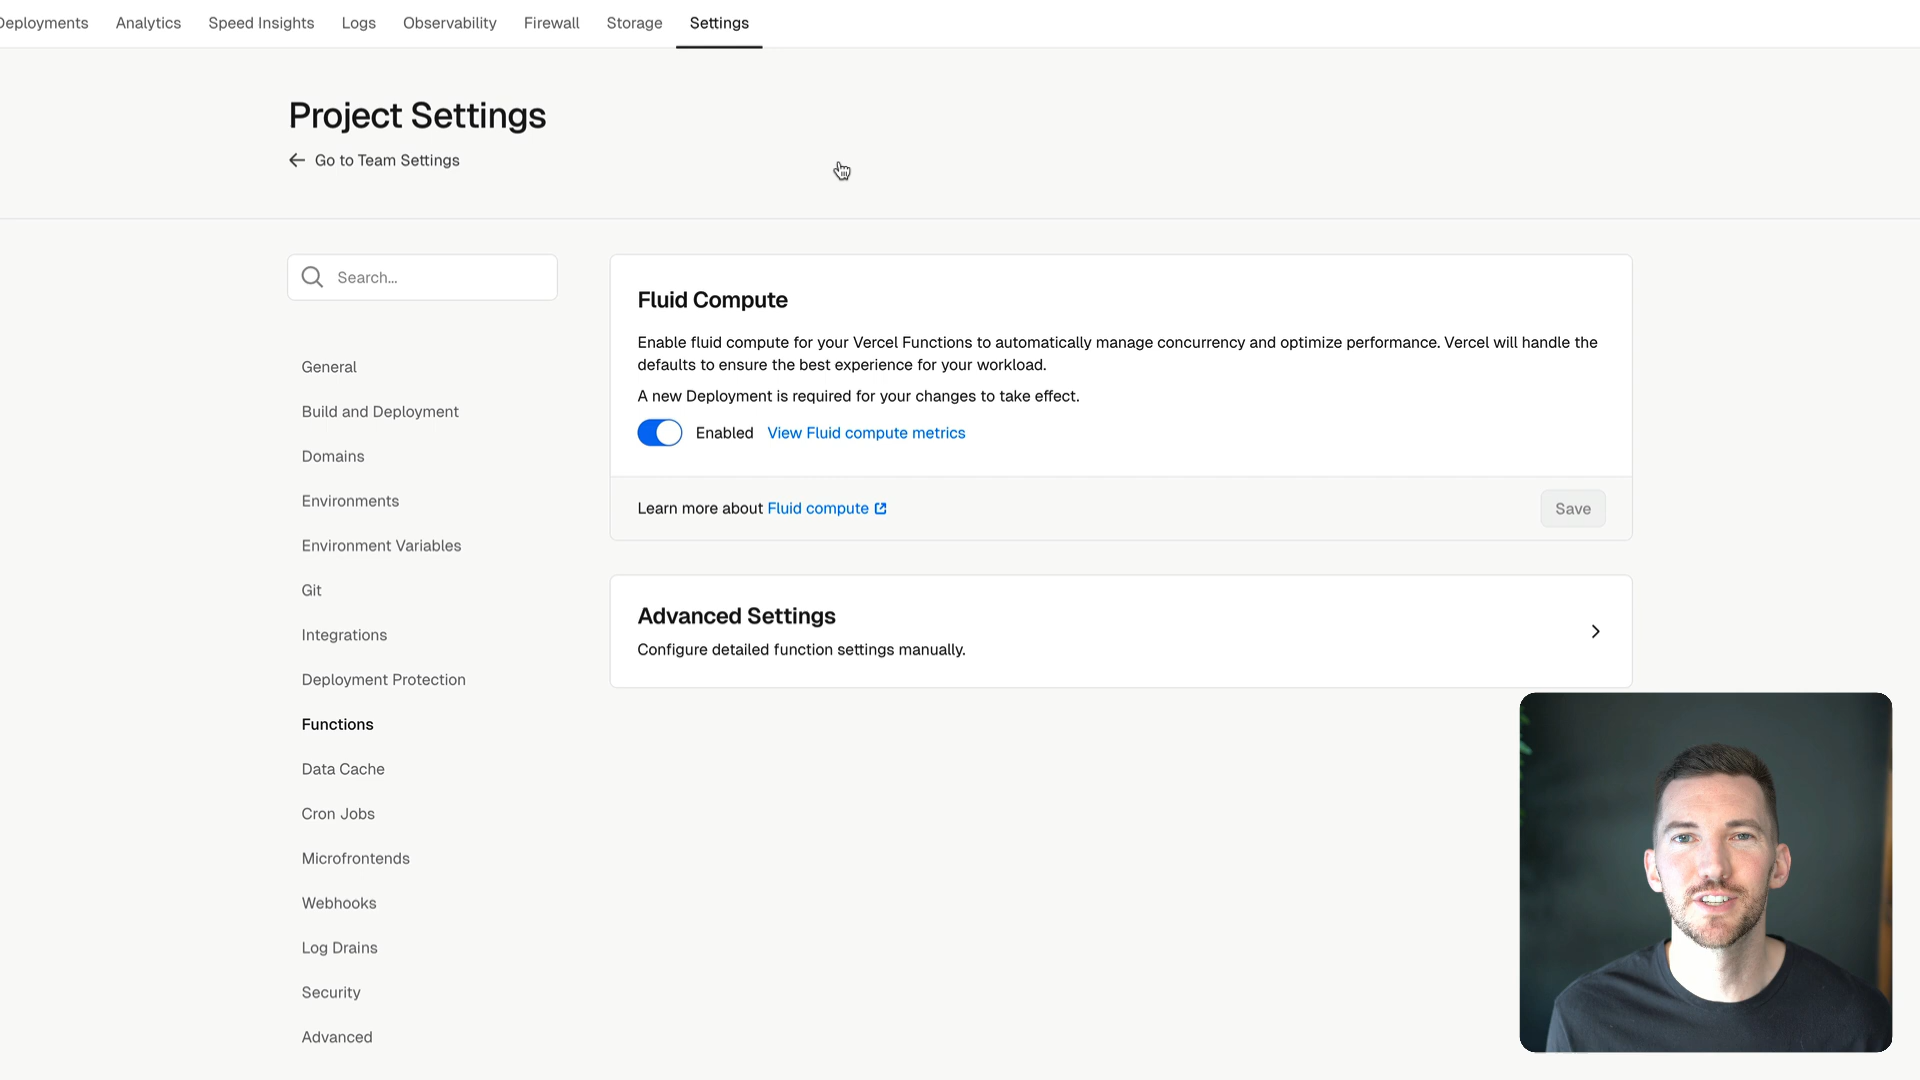 Deployments Analytics Speed Insights Logs Observability Firewall Storage Settings
Project Settings
Go to Team Settings
Search...
General
Build and Deployment
Domains
Environments
Environment Variables
Git
Integrations
Deployment Protection
Functions
Data Cache
Cron Jobs
Microfrontends
Webhooks
Log Drains
Security
Advanced
Fluid Compute
Enable fluid compute for your Vercel Functions to automatically manage concurrency and optimize performance. Vercel will handle the
defaults to ensure the best experience for your workload.
A new Deployment is required for your changes to take effect.
Enabled View Fluid compute metrics
Learn more about Fluid compute
Save
Advanced Settings
Configure detailed function settings manually.